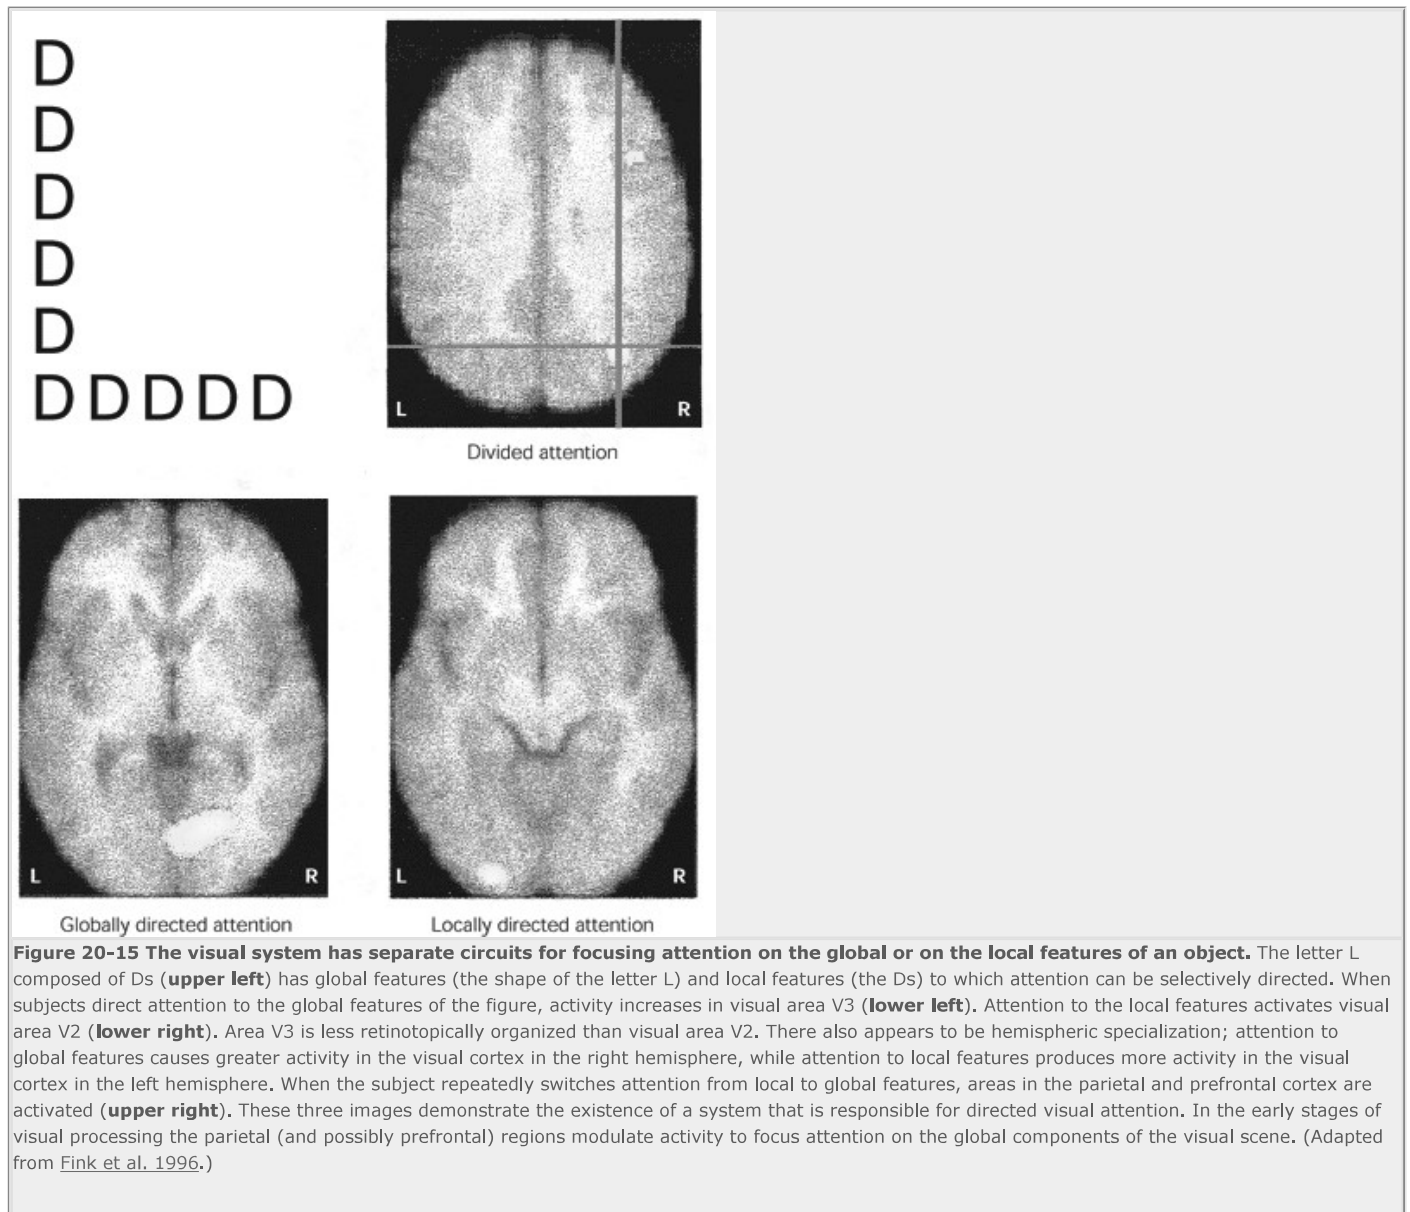 D
D
D
D
D
D D D D D
L R
Divided attention
L R
Globally directed attention
L R
Locally directed attention
Figure 20-15 The visual system has separate circuits for focusing attention on the global or on the local features of an object. The letter L
composed of Ds (upper left) has global features (the shape of the letter L) and local features (the Ds) to which attention can be selectively directed. When
subjects direct attention to the global features of the figure, activity increases in visual area V3 (lower left). Attention to the local features activates visual
area V2 (lower right). Area V3 is less retinotopically organized than visual area V2. There also appears to be hemispheric specialization; attention to
global features causes greater activity in the visual cortex in the right hemisphere, while attention to local features produces more activity in the visual
cortex in the left hemisphere. When the subject repeatedly switches attention from local to global features, areas in the parietal and prefrontal cortex are
activated (upper right). These three images demonstrate the existence of a system that is responsible for directed visual attention. In the early stages of
visual processing the parietal (and possibly prefrontal) regions modulate activity to focus attention on the global components of the visual scene. (Adapted
from Fink et al. 1996.)